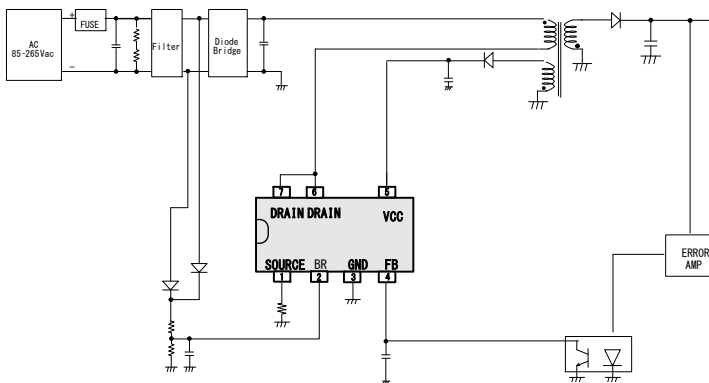 AC
85-265Vac
+
-
FUSE
Filter
Diode
Bridge
7
6
5
DRAIN
DRAIN
VCC
SOURCE
BR
GND
FB
1
2
3
4
ERROR
AMP